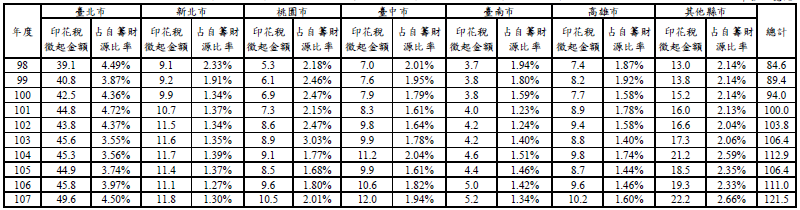 年度 臺北市 新北市 桃園市 臺中市 臺南市 高雄市 其他縣市 總計
印花稅 占自籌財 印花稅 占自籌財 印花稅 占自籌財 印花稅 占自籌財 印花稅 占自籌財 印花稅 占自籌財 印花稅 占自籌財
徵起金額 源比率 徵起金額 源比率 徵起金額 源比率 徵起金額 源比率 徵起金額 源比率 徵起金額 源比率 徵起金額 源比率
98 39.1 4.49% 9.1 2.33% 5.3 2.18% 7.0 2.01% 3.7 1.94% 7.4 1.87% 13.0 2.14% 84.6
99 40.8 3.87% 9.2 1.91% 6.1 2.46% 7.6 1.95% 3.8 1.80% 8.2 1.92% 13.8 2.14% 89.4
100 42.5 4.36% 9.9 1.34% 6.9 2.47% 7.9 1.79% 3.8 1.59% 7.7 1.58% 15.2 2.14% 94.0
101 44.8 4.72% 10.7 1.37% 7.3 2.15% 8.3 1.61% 4.0 1.23% 8.9 1.78% 16.0 2.13% 100.0
102 43.8 4.37% 11.5 1.34% 8.6 2.47% 9.8 1.64% 4.2 1.24% 9.4 1.58% 16.6 2.04% 103.8
103 45.6 3.55% 11.6 1.35% 8.9 3.03% 9.9 1.78% 4.2 1.40% 8.8 1.40% 17.3 2.06% 106.4
104 45.3 3.56% 11.7 1.39% 9.1 1.77% 11.2 2.04% 4.6 1.51% 9.8 1.74% 21.2 2.59% 112.9
105 44.9 3.74% 11.4 1.37% 8.5 1.68% 9.9 1.61% 4.4 1.46% 8.7 1.44% 18.5 2.35% 106.4
106 45.8 3.97% 11.1 1.27% 9.6 1.80% 10.6 1.82% 5.0 1.42% 9.6 1.46% 19.3 2.33% 111.0
107 49.6 4.50% 11.8 1.30% 10.5 2.01% 12.0 1.94% 5.2 1.34% 10.2 1.60% 22.2 2.66% 121.5